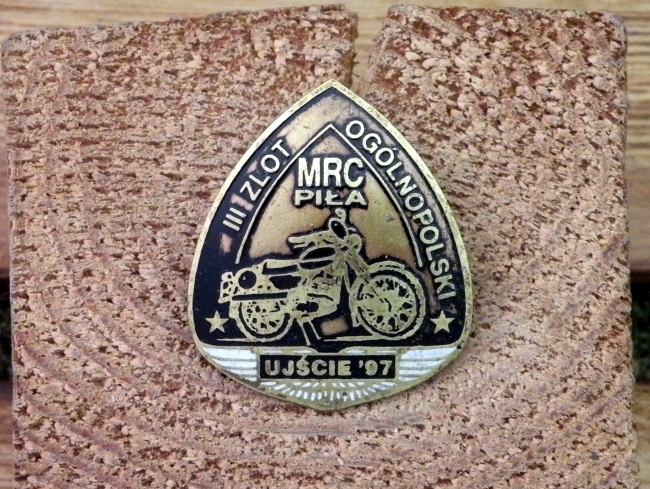 III ZLOT OGÓLNOPOLSKI
MRC
PIŁA
UJŚCIE '97